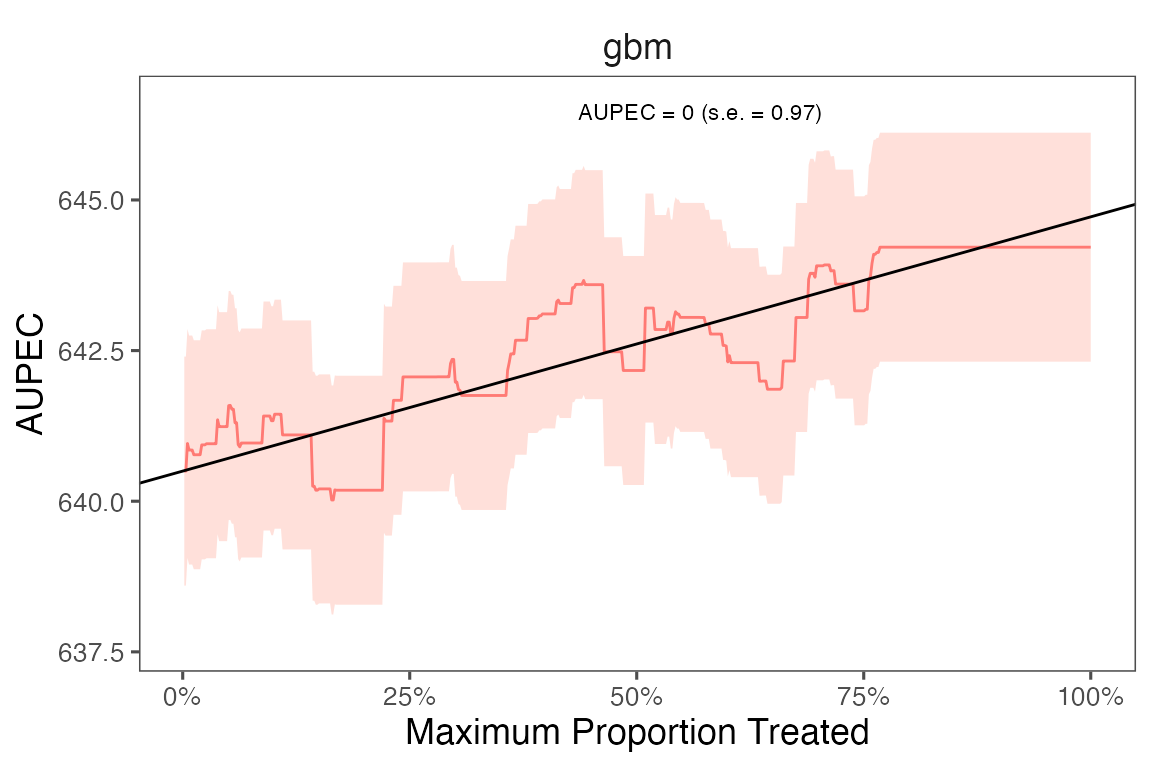 gbm
AUPEC = 0 (s.e. = 0.97)
AUPEC
645.0
642.5
640.0
637.5
0%
25%
50%
75%
100%
Maximum Proportion Treated